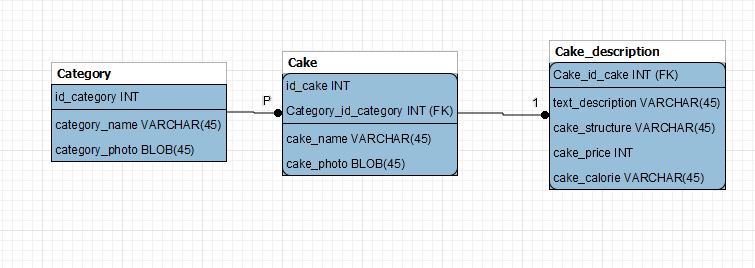 Category
id_category INT
category_name VARCHAR(45)
category_photo BLOB(45)
P
Cake
id_cake INT
Category_id_category INT (FK)
cake_name VARCHAR(45)
cake_photo BLOB(45)
1
Cake_description
Cake_id_cake INT (FK)
text_description VARCHAR(45)
cake_structure VARCHAR(45)
cake_price INT
cake_calorie VARCHAR(45)